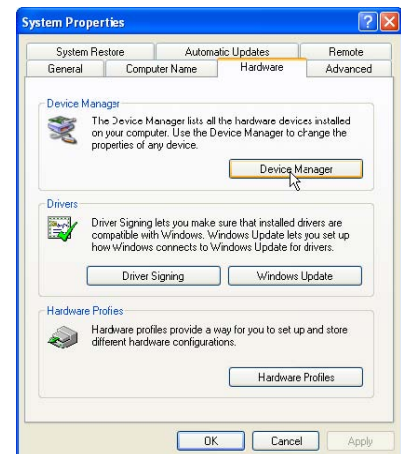 System Properties
System Restore Automatic Updates Remote
General Computer Name Hardware Advanced
Device Manager
The Device Manager lists all the hardware devices installed
on your computer. Use the Device Manager to change the
properties of any device.
Device Manager
Drivers
Driver Signing lets you make sure that installed drivers are
compatible with Windows. Windows Update lets you set up
how Windows connects to Windows Update for drivers.
Driver Signing Windows Update
Hardware Profiles
Hardware profiles provide a way for you to set up and store
different hardware configurations.
Hardware Profiles
OK Cancel Apply